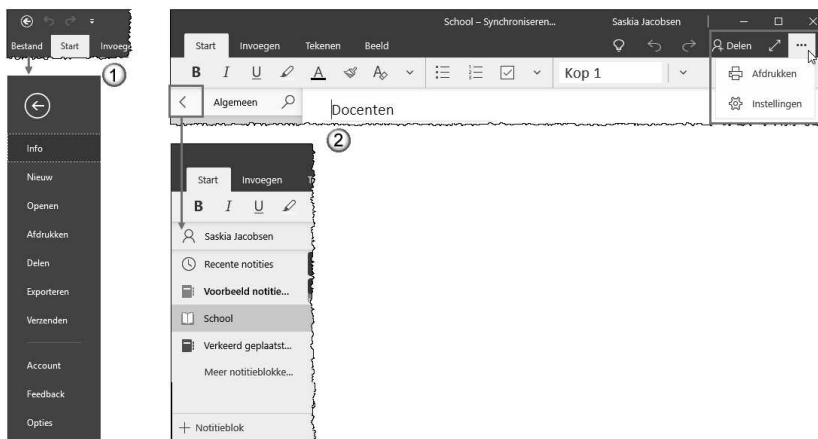 Bestand Start Invoege
1
Info
Nieuw
Openen
Afdrukken
Delen
Exporteren
Verzenden
Account
Feedback
Opties
School – Synchroniseren... Saskia Jacobsen
Start Invoegen Tekenen Beeld Delen
B I U A A Kop 1
Afdrukken
Instellingen
Algemeen
Docenten
2
Start Invoegen
B I U
Saskia Jacobsen
Recente notities
Voorbeeld notitie...
School
Verkeerd geplaatst...
Meer notitieblokke...
+ Notitieblok